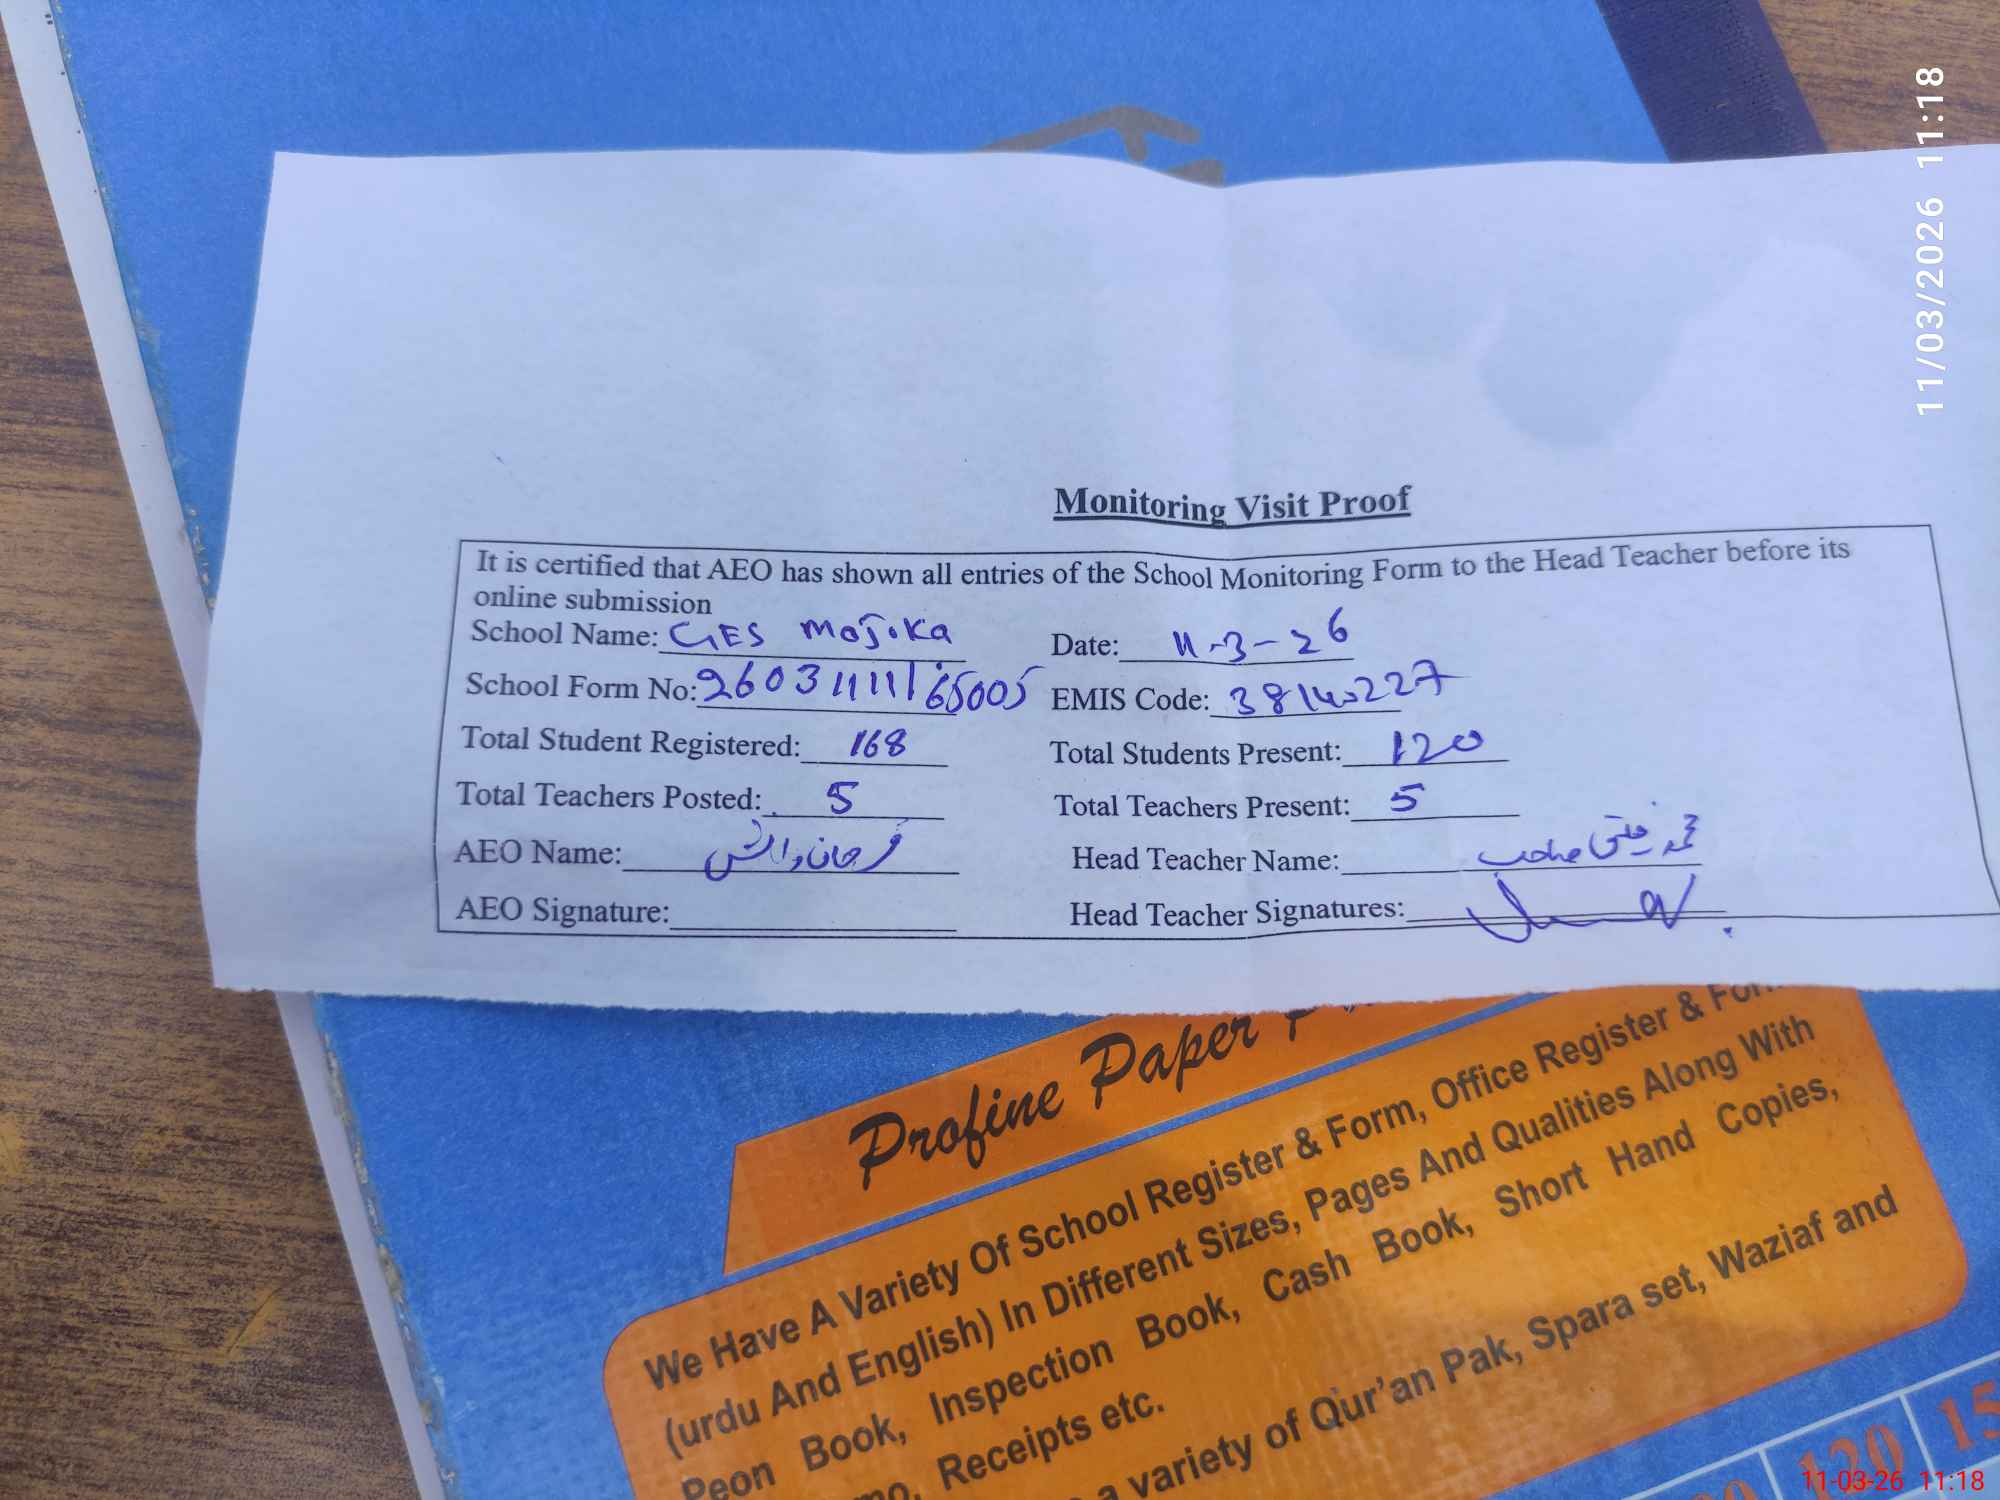 11/03/2026 11:18
Monitoring Visit Proof
It is certified that AEO has shown all entries of the School Monitoring Form to the Head Teacher before its
online submission
School Name: GES Mojoka Date: 11-3-26
School Form No: 26031111165005 EMIS Code: 38140227
Total Student Registered: 168 Total Students Present: 120
Total Teachers Posted: 5 Total Teachers Present: 5
AEO Name: فرحان دانش Head Teacher Name: محمد صاحب
AEO Signature: Head Teacher Signatures:
Profine Paper
We Have A Variety Of School Register & Form, Office Register & Form
(urdu And English) In Different Sizes, Pages And Qualities Along With
Peon Book, Inspection Book, Cash Book, Short Hand Copies,
Receipts etc.
a variety of Qur'an Pak, Spara set, Waziaf and
120
11-03-26 11:18